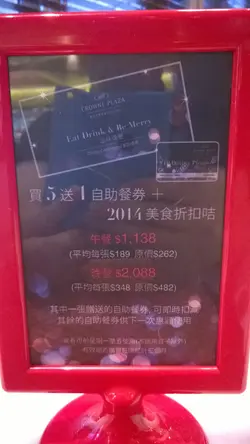 CROWNE PLAZA
Eat Drink & Be Merry
買5送1自助餐券 +
2014美食折扣咭
午餐 $1,138
(平均每張$189 原價$262)
晚餐 $2,088
(平均每張$348 原價$482)
其中一張贈送的自助餐券，可即時扣減
其餘的自助餐券供下一次惠顧使用